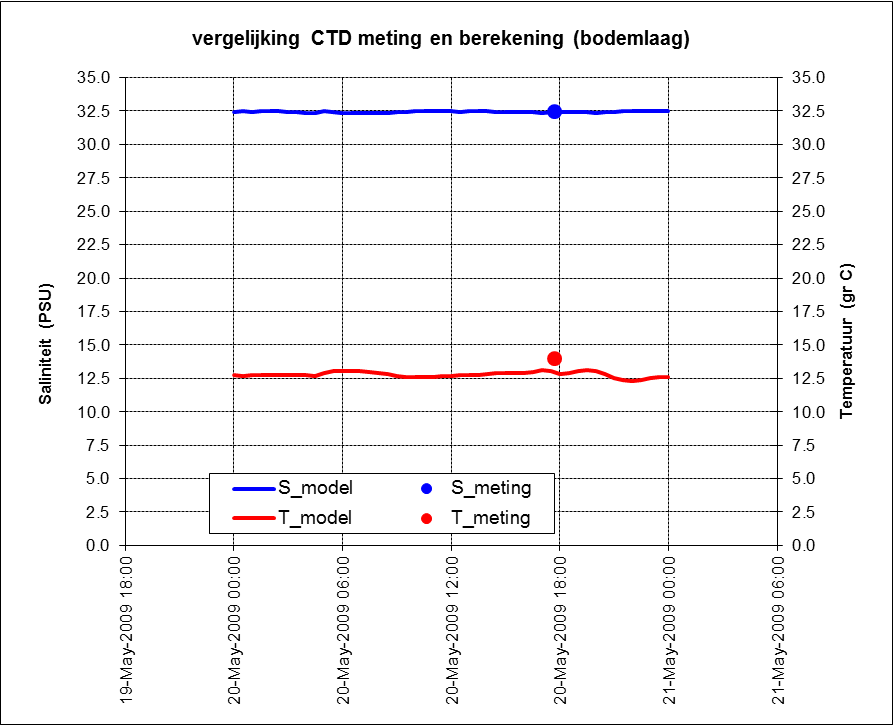 vergelijking CTD meting en berekening (bodemlaag)
35.0
32.5
30.0
27.5
25.0
22.5
20.0
17.5
15.0
12.5
10.0
7.5
5.0
2.5
0.0
Saliniteit (PSU)
35.0
32.5
30.0
27.5
25.0
22.5
20.0
17.5
15.0
12.5
10.0
7.5
5.0
2.5
0.0
Temperatuur (gr C)
S_model S_meting
T_model T_meting
19-May-2009 18:00
20-May-2009 00:00
20-May-2009 06:00
20-May-2009 12:00
20-May-2009 18:00
21-May-2009 00:00
21-May-2009 06:00